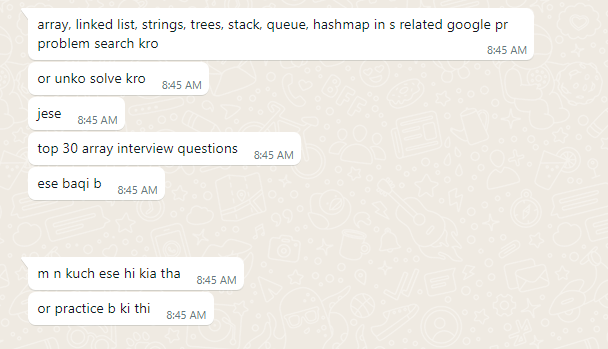 array, linked list, strings, trees, stack, queue, hashmap in s related google pr
problem search kro
8:45 AM
or unko solve kro 8:45 AM
jese 8:45 AM
top 30 array interview questions 8:45 AM
ese baqi b 8:45 AM
m n kuch ese hi kia tha 8:45 AM
or practice b ki thi 8:45 AM